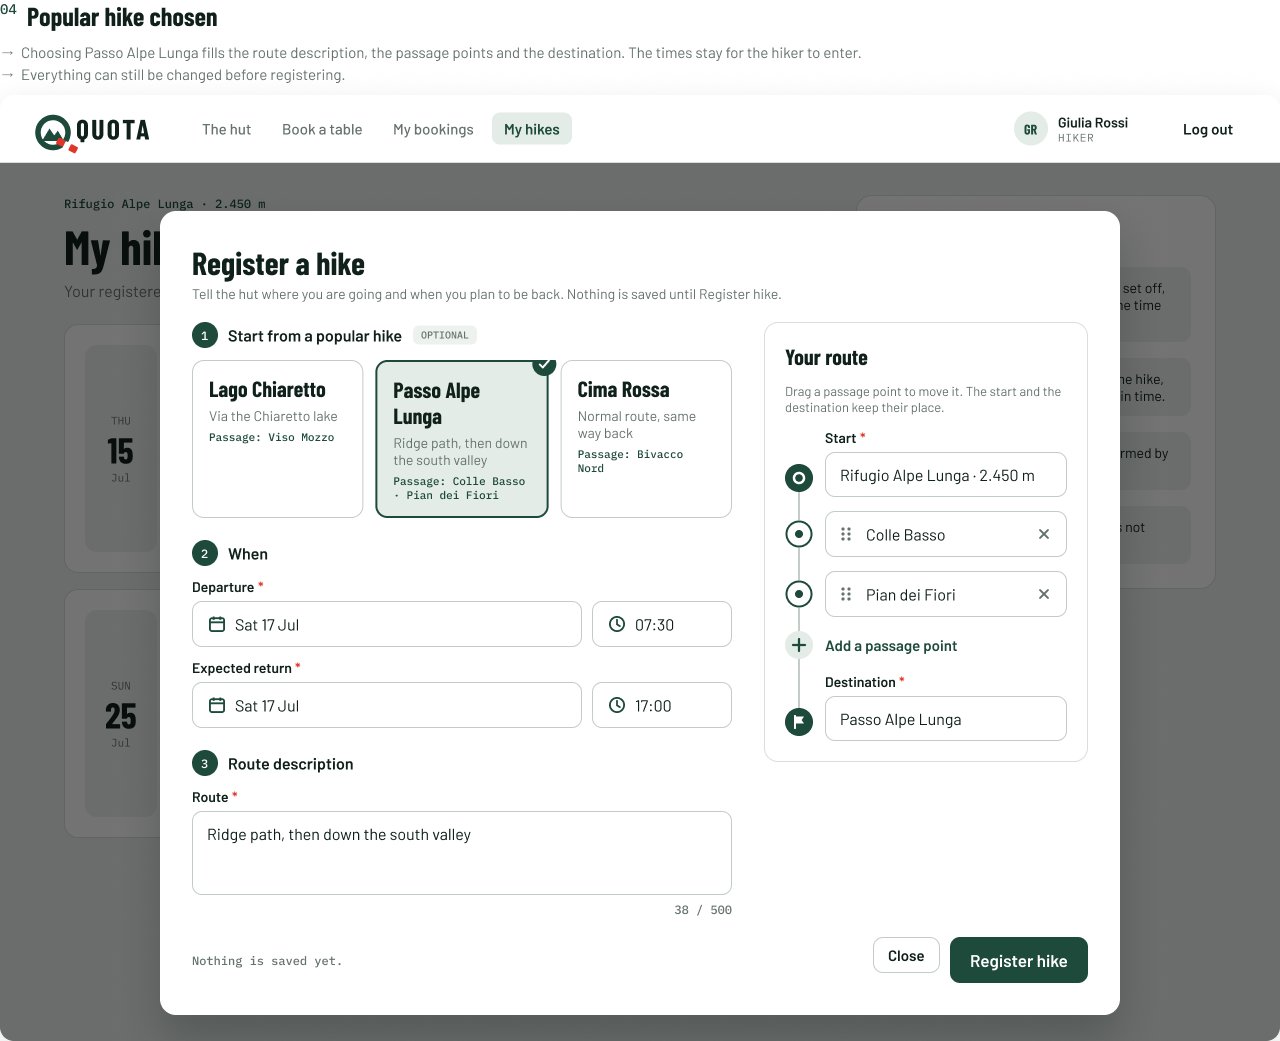 04 Popular hike chosen
→ Choosing Passo Alpe Lunga fills the route description, the passage points and the destination. The times stay for the hiker to enter.
→ Everything can still be changed before registering.
QUOTA
The hut
Book a table
My bookings
My hikes
GR
Giulia Rossi
HIKER
Log out
Rifugio Alpe Lunga · 2.450 m
My hi
Your registere
THU
15
Jul
SUN
25
Jul
set off,
time
hike,
in time.
rmed by
not
Register a hike
Tell the hut where you are going and when you plan to be back. Nothing is saved until Register hike.
1 Start from a popular hike OPTIONAL
Lago Chiaretto
Via the Chiaretto lake
Passage: Viso Mozzo
Passo Alpe
Lunga
Ridge path, then down
the south valley
Passage: Colle Basso
· Pian dei Fiori
Cima Rossa
Normal route, same
way back
Passage: Bivacco
Nord
2 When
Departure *
Sat 17 Jul
07:30
Expected return *
Sat 17 Jul
17:00
3 Route description
Route *
Ridge path, then down the south valley
38 / 500
Your route
Drag a passage point to move it. The start and the
destination keep their place.
Start *
Rifugio Alpe Lunga · 2.450 m
Colle Basso
Pian dei Fiori
Add a passage point
Destination *
Passo Alpe Lunga
Nothing is saved yet.
Close
Register hike